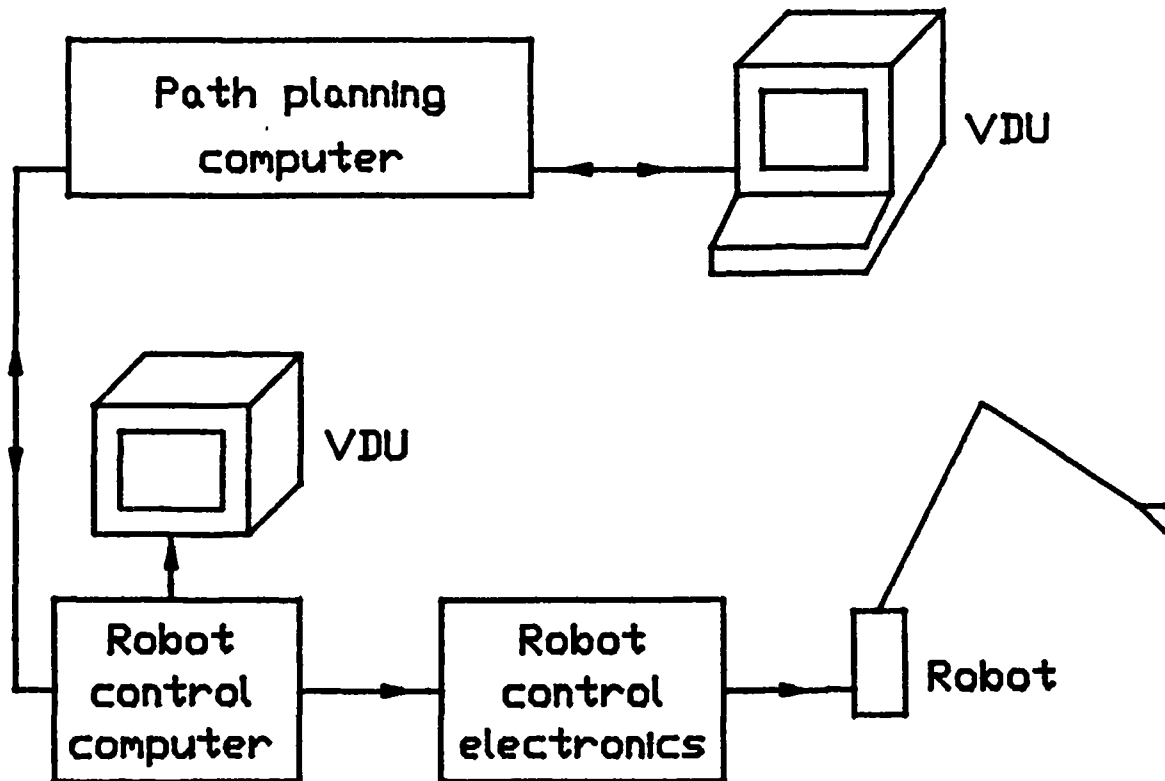 Path planning
computer
VDU
VDU
Robot
control
computer
Robot
control
electronics
Robot